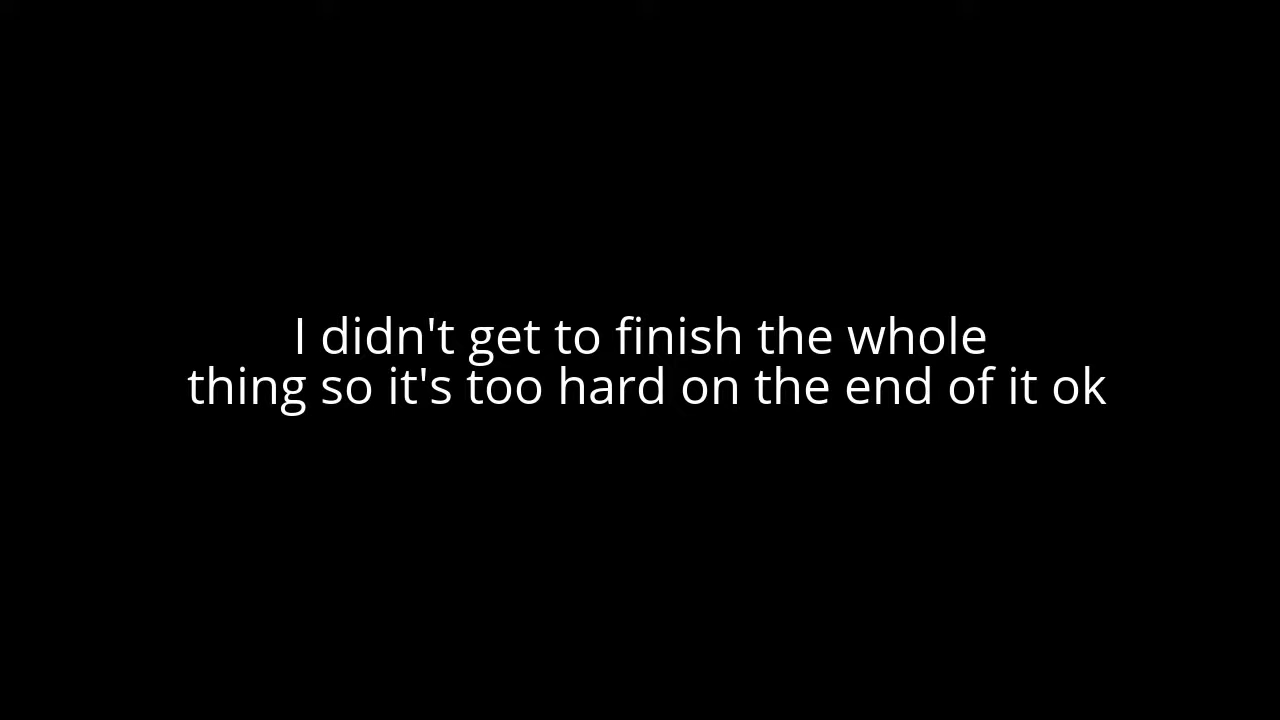 I didn't get to finish the whole
thing so it's too hard on the end of it ok